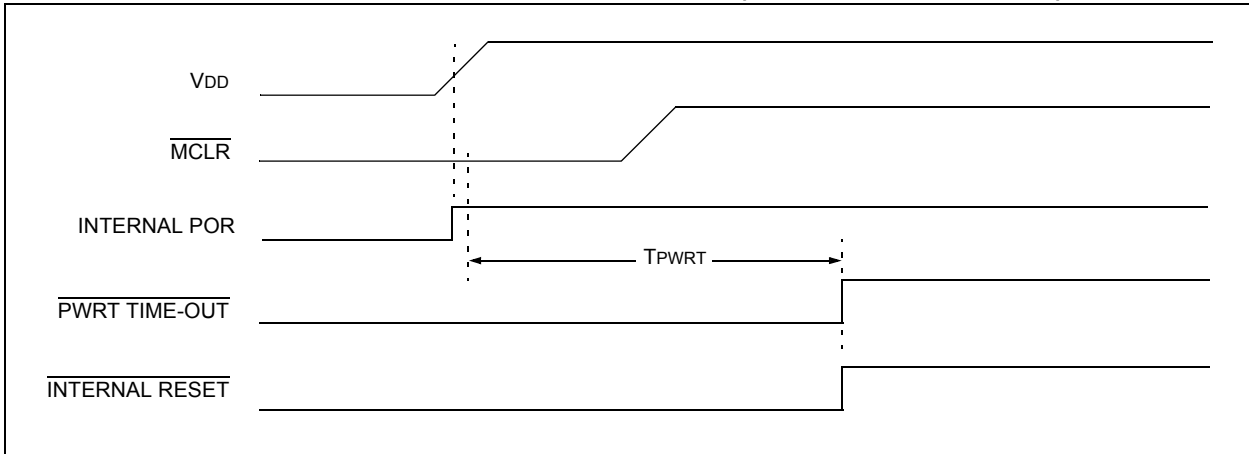 VDD
MCLR
INTERNAL POR
TPWRT
PWRT TIME-OUT
INTERNAL RESET